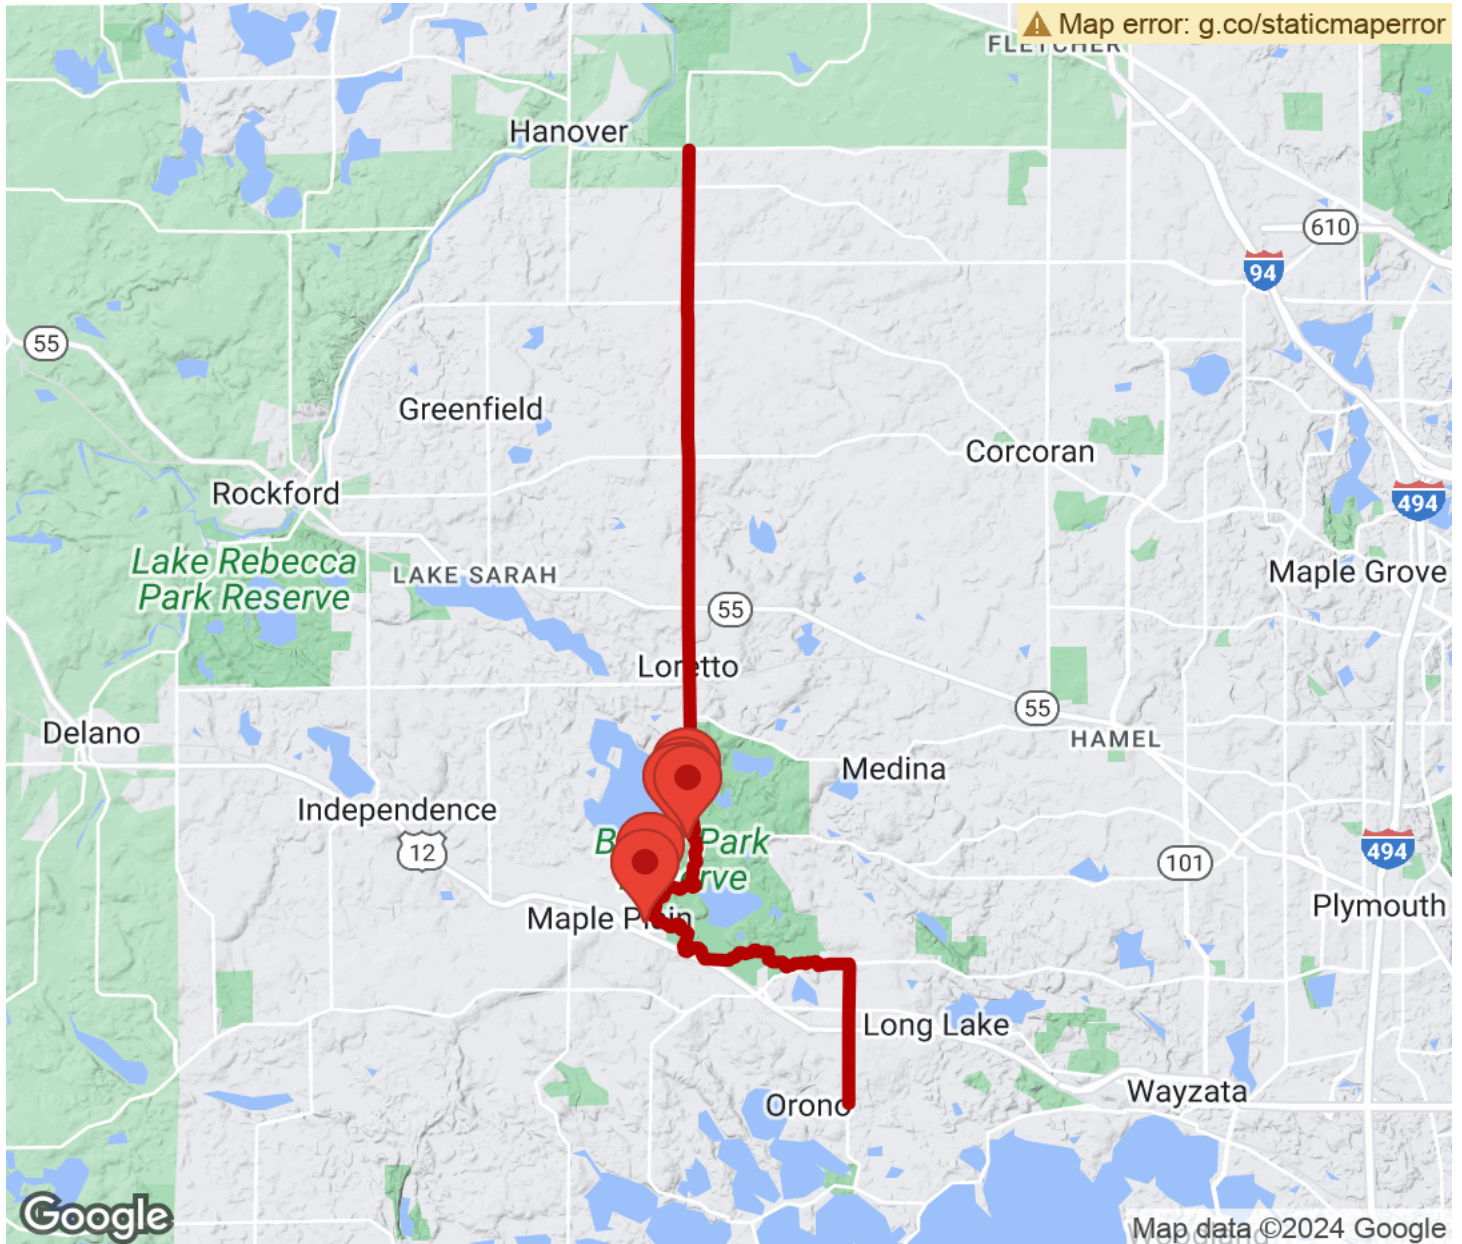 Map error: g.co/staticmaperror
FLETCHER
Hanover
610
94
55
Greenfield
Corcoran
Rockford
494
Lake Rebecca
Park Reserve
LAKE SARAH
Maple Grove
55
Loretto
55
Delano
HAMEL
Medina
Independence
12
Park
494
101
Maple Plain
Plymouth
Long Lake
Wayzata
Orono
Google
Map data ©2024 Google